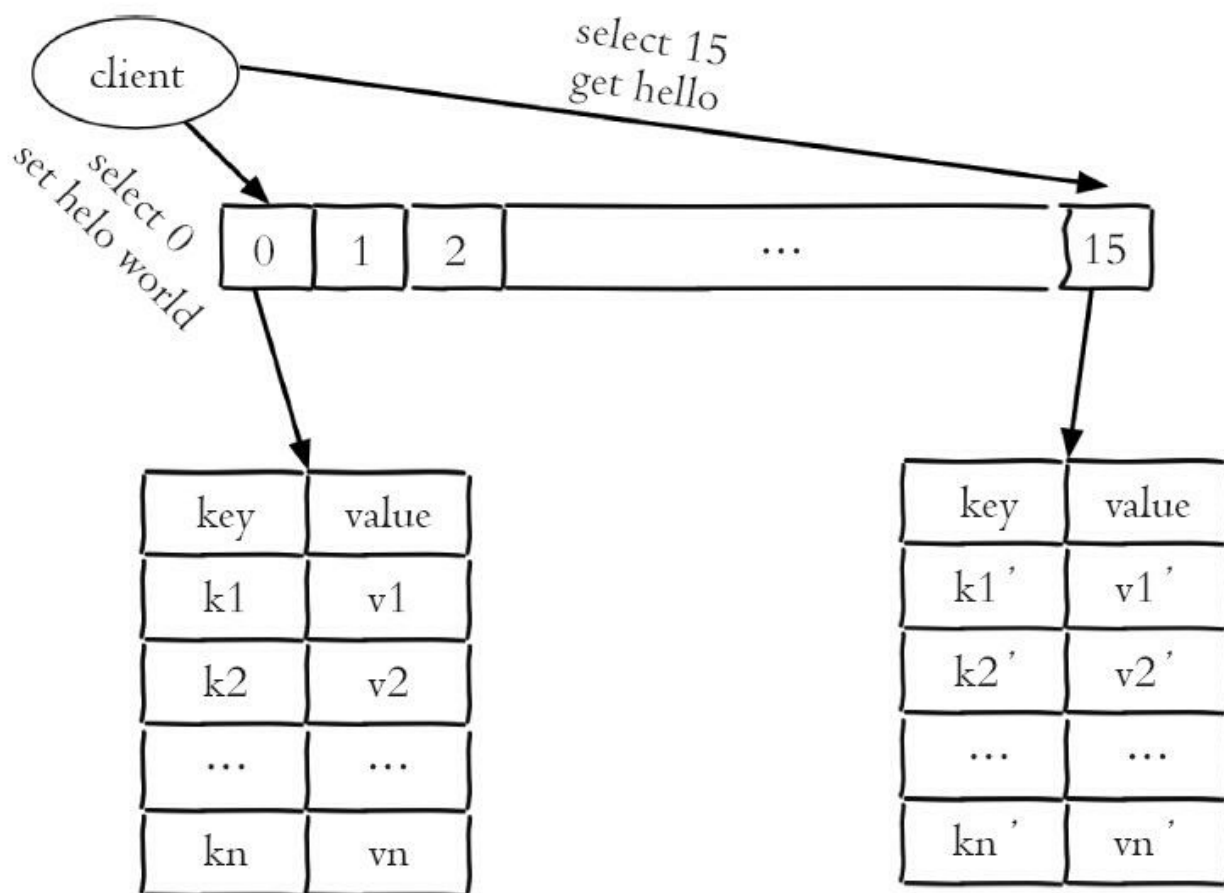 client
select 15
get hello
select 0
set helo world
0 1 2 ... 15
key value
k1 v1
k2 v2
... ...
kn vn
key value
k1' v1'
k2' v2'
... ...
kn' vn'